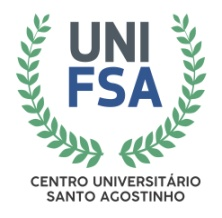 UNI
FSA
CENTRO UNIVERSITÁRIO
SANTO AGOSTINHO